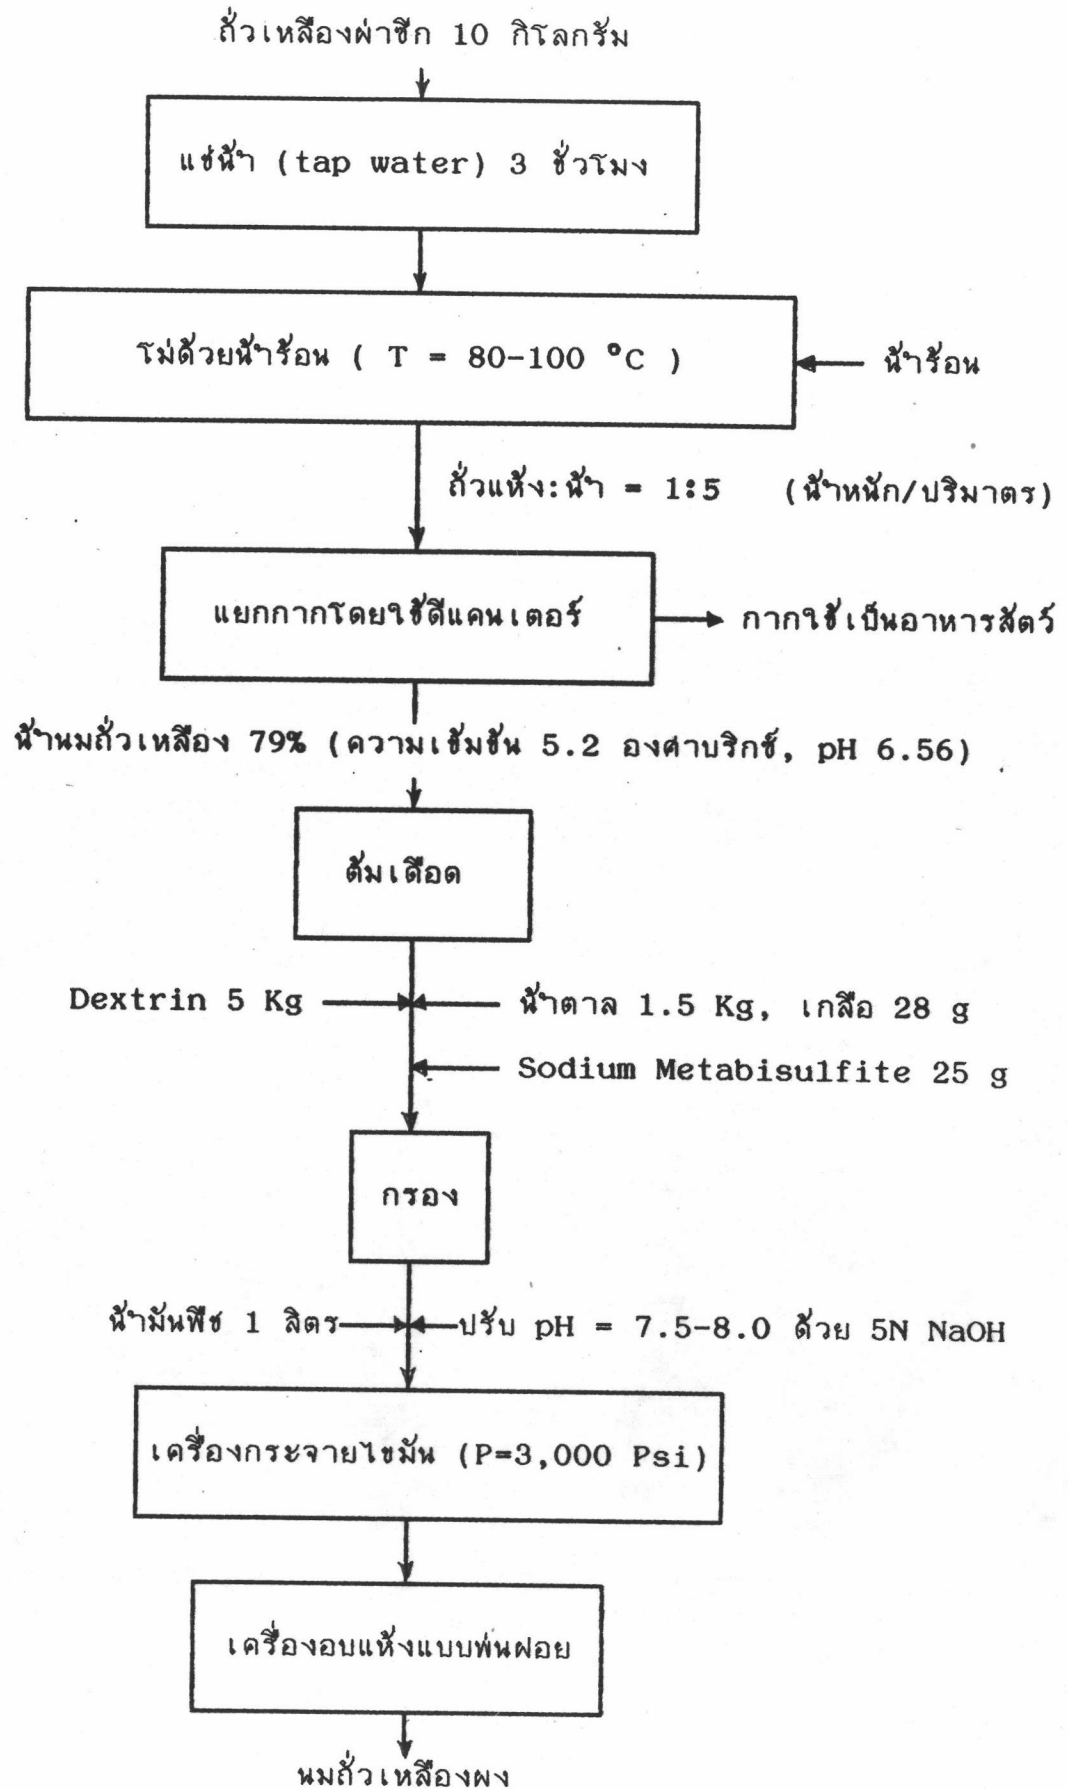 ถั่วเหลืองผ่าซีก 10 กิโลกรัม
แช่น้ำ (tap water) 3 ชั่วโมง
โม่ด้วยน้ำร้อน ( T = 80-100 °C )
น้ำร้อน
ถั่วแห้ง:น้ำ = 1:5 (น้ำหนัก/ปริมาตร)
แยกกากโดยใช้ดีแคนเตอร์
กากใช้เป็นอาหารสัตว์
น้ำนมถั่วเหลือง 79% (ความเข้มข้น 5.2 องศาบริกซ์, pH 6.56)
ต้มเดือด
Dextrin 5 Kg
น้ำตาล 1.5 Kg, เกลือ 28 g
Sodium Metabisulfite 25 g
กรอง
น้ำมันพืช 1 ลิตร
ปรับ pH = 7.5-8.0 ด้วย 5N NaOH
เครื่องกระจายไขมัน (P=3,000 Psi)
เครื่องอบแห้งแบบพ่นฝอย
นมถั่วเหลืองผง